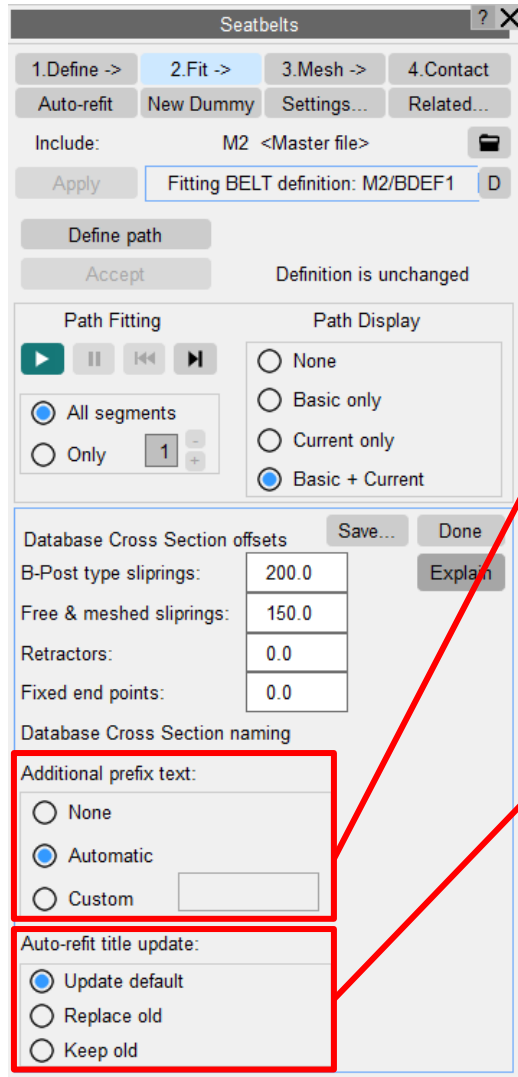 Seatbelts ? X
1.Define -> 2.Fit -> 3.Mesh -> 4.Contact
Auto-refit New Dummy Settings... Related...
Include: M2 <Master file>
Apply Fitting BELT definition: M2/BDEF1 D
Define path
Accept Definition is unchanged
Path Fitting Path Display
None
Basic only
All segments
Current only
Only 1 - +
Basic + Current
Database Cross Section offsets Save... Done
B-Post type sliprings: 200.0 Explain
Free & meshed sliprings: 150.0
Retractors: 0.0
Fixed end points: 0.0
Database Cross Section naming
Additional prefix text:
None
Automatic
Custom
Auto-refit title update:
Update default
Replace old
Keep old